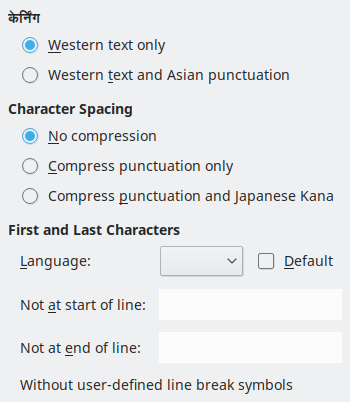 केर्निंग
Western text only
Western text and Asian punctuation
Character Spacing
No compression
Compress punctuation only
Compress punctuation and Japanese Kana
First and Last Characters
Language:
Default
Not at start of line:
Not at end of line:
Without user-defined line break symbols